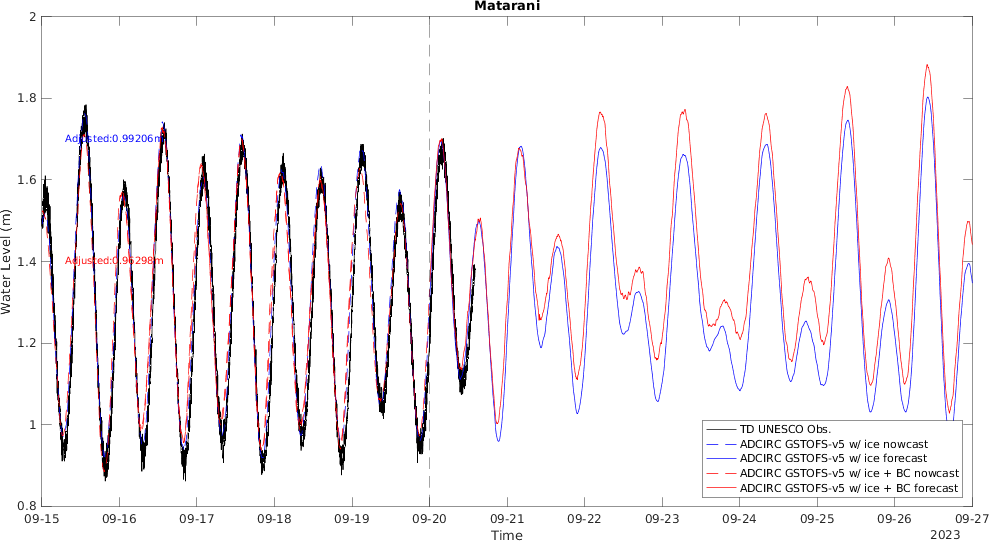 Matarani
Water Level (m)
2
1.8
1.6
1.4
1.2
1
0.8
Adjusted:0.99206m
Adjusted:0.96298m
TD UNESCO Obs.
ADCIRC GSTOFS-v5 w/ ice nowcast
ADCIRC GSTOFS-v5 w/ ice forecast
ADCIRC GSTOFS-v5 w/ ice + BC nowcast
ADCIRC GSTOFS-v5 w/ ice + BC forecast
09-15 09-16 09-17 09-18 09-19 09-20 09-21 09-22 09-23 09-24 09-25 09-26 09-27
Time
2023